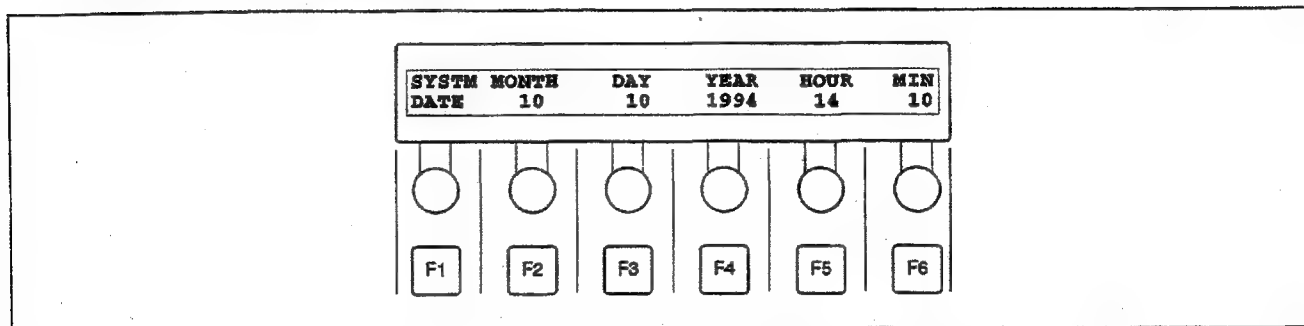 SYSTM MONTH DAY YEAR HOUR MIN
DATE 10 10 1994 14 10
F1 F2 F3 F4 F5 F6